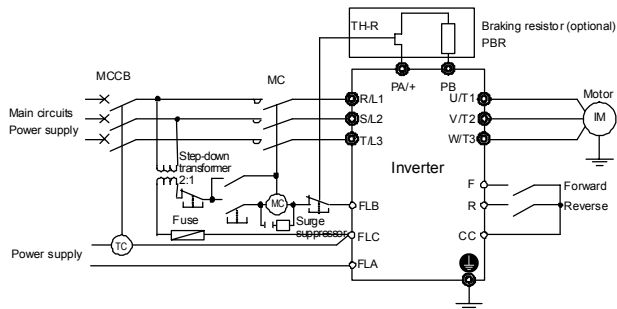 TH-R
Braking resistor (optional)
PBR
MCCB
MC
PA/+
PB
Motor
R/L1
U/T1
Main circuits
Power supply
S/L2
V/T2
IM
T/L3
W/T3
Step-down
transformer
2:1
Inverter
F
Forward
MC
FLB
R
Reverse
Surge
suppressor
Fuse
FLC
CC
TC
Power supply
FLA